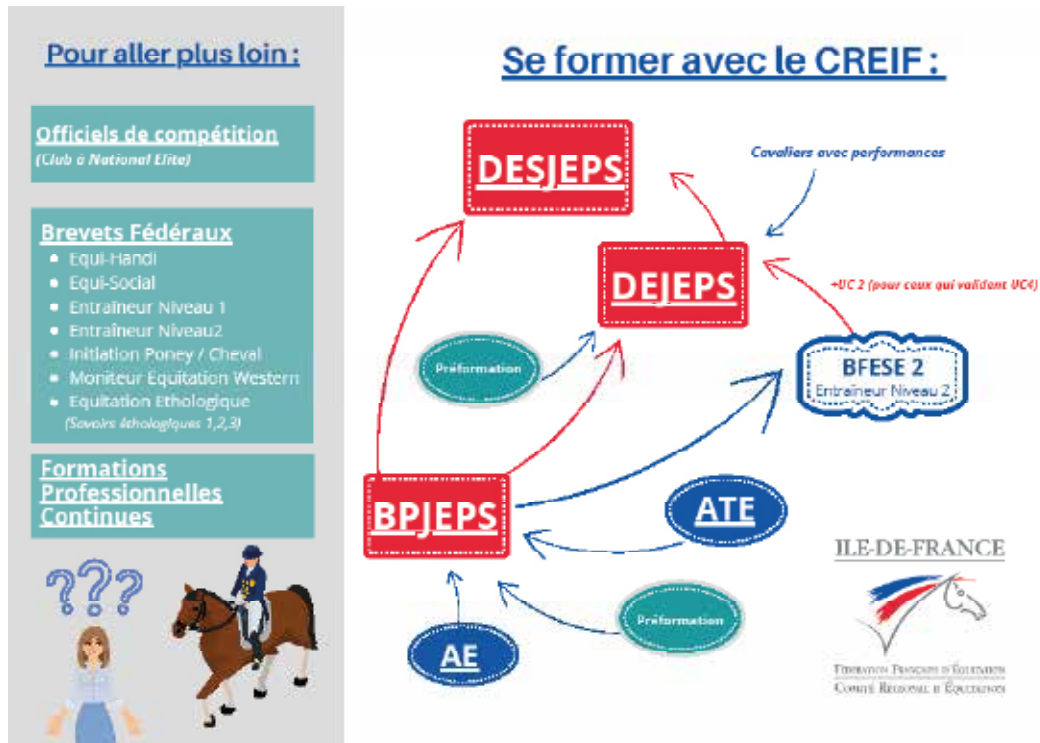 Pour aller plus loin :
Officiels de compétition
(Club à National Elite)
Brevets Fédéraux
Equi-Handi
Equi-Social
Entraîneur Niveau 1
Entraîneur Niveau2
Initiation Poney / Cheval
Moniteur Equitation Western
Equitation Ethologique
(Savoirs éthologiques 1,2,3)
Formations
Professionnelles
Continues
???
Se former avec le CREIF :
DESJEPS
Cavaliers avec performances
DEJEPS
+UC 2 (pour ceux qui valident UC4)
Préformation
BFESE 2
Entraîneur Niveau 2
BPJEPS
ATE
Préformation
AE
ILE-DE-FRANCE
FÉDÉRATION FRANÇAISE D'ÉQUITATION
COMITÉ RÉGIONAL D'ÉQUITATION